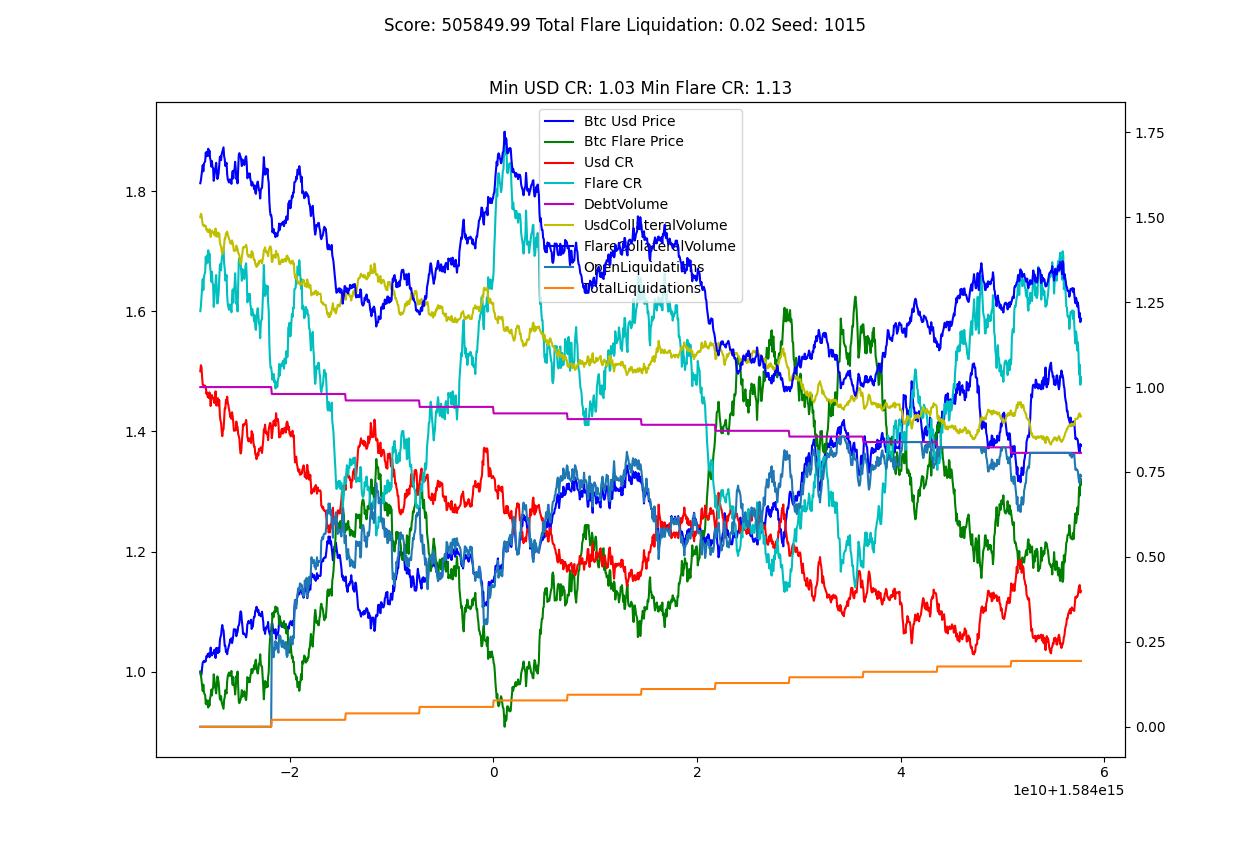 Score: 505849.99 Total Flare Liquidation: 0.02 Seed: 1015
Min USD CR: 1.03 Min Flare CR: 1.13
Btc Usd Price
Btc Flare Price
Usd CR
Flare CR
DebtVolume
UsdCollateralVolume
FlareCollateralVolume
OpenLiquidations
TotalLiquidations
1.8
1.6
1.4
1.2
1.0
1.75
1.50
1.25
1.00
0.75
0.50
0.25
0.00
−2 0 2 4 6
1e10+1.584e15